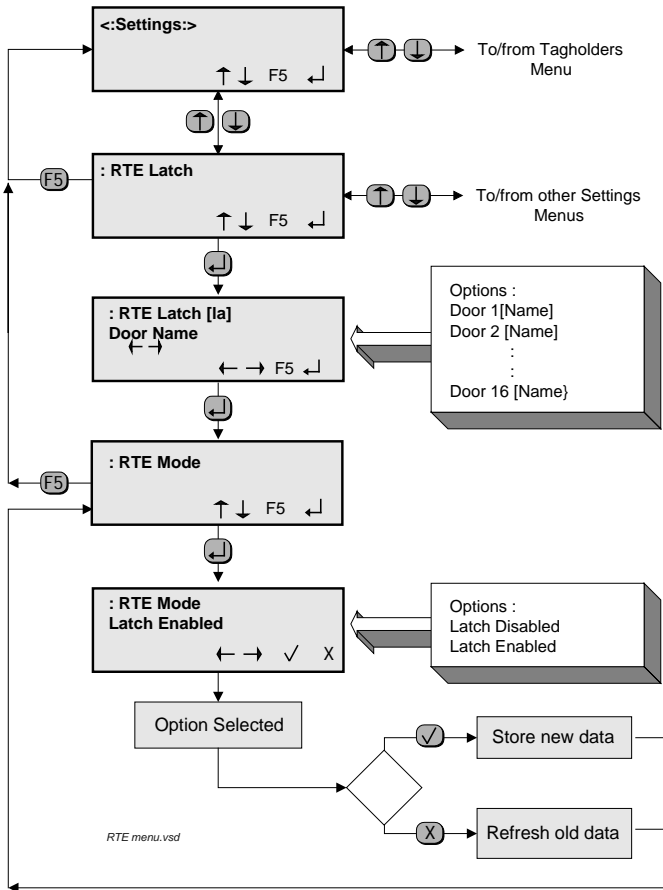 <:Settings:>
↑ ↓ F5 ↵
↑ ↓
To/from Tagholders
Menu
↑ ↓
F5
: RTE Latch
↑ ↓ F5 ↵
↑ ↓
To/from other Settings
Menus
↵
: RTE Latch [Ia]
Door Name
← →
← → F5 ↵
Options :
Door 1[Name]
Door 2 [Name]
:
:
Door 16 [Name}
↵
F5
: RTE Mode
↑ ↓ F5 ↵
↵
: RTE Mode
Latch Enabled
← → √ X
Options :
Latch Disabled
Latch Enabled
Option Selected
√
Store new data
X
Refresh old data
RTE menu.vsd